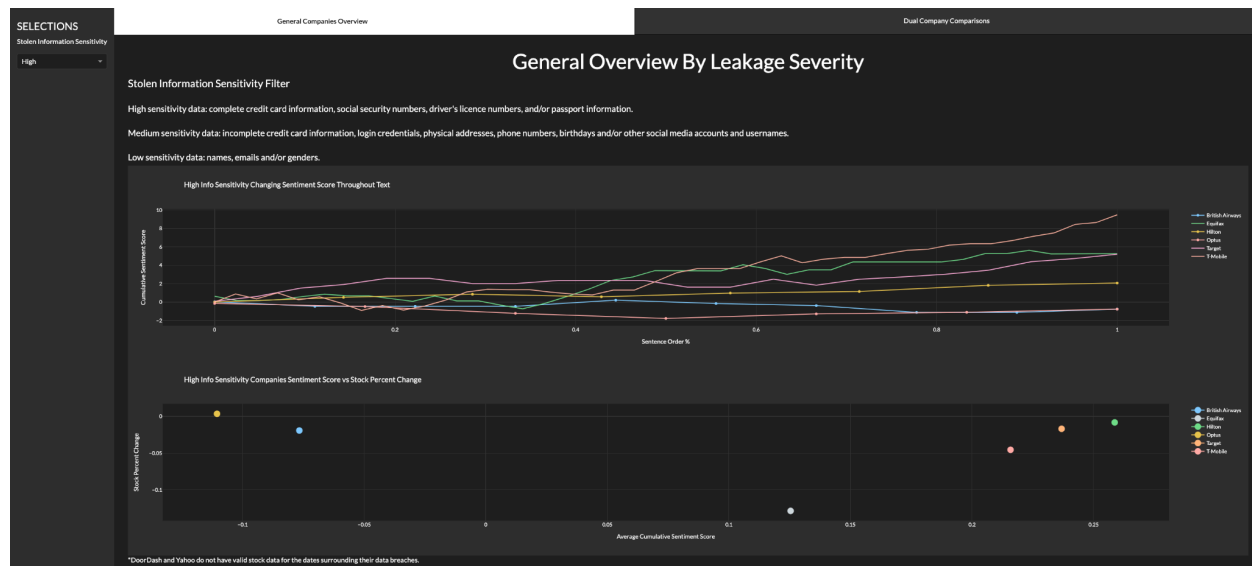 SELECTIONS
Stolen Information Sensitivity
High
General Companies Overview
Dual Company Comparisons
General Overview By Leakage Severity
Stolen Information Sensitivity Filter
High sensitivity data: complete credit card information, social security numbers, driver's licence numbers, and/or passport information.
Medium sensitivity data: incomplete credit card information, login credentials, physical addresses, phone numbers, birthdays and/or other social media accounts and usernames.
Low sensitivity data: names, emails and/or genders.
High Info Sensitivity Changing Sentiment Score Throughout Text
Cumulative Sentiment Score
10
8
6
4
2
0
−2
0
0.2
0.4
0.6
0.8
1
Sentence Order %
British Airways
Equifax
Hilton
Optus
Target
T-Mobile
High Info Sensitivity Companies Sentiment Score vs Stock Percent Change
Stock Percent Change
0
−0.05
−0.1
−0.1
−0.05
0
0.05
0.1
0.15
0.2
0.25
Average Cumulative Sentiment Score
British Airways
Equifax
Hilton
Optus
Target
T-Mobile
*DoorDash and Yahoo do not have valid stock data for the dates surrounding their data breaches.